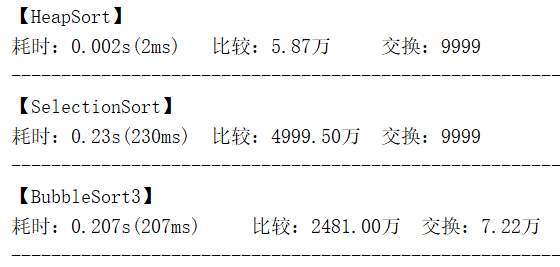 【HeapSort】
耗时：0.002s(2ms) 比较：5.87万 交换：9999
------------------------------------------------------------------
【SelectionSort】
耗时：0.23s(230ms) 比较：4999.50万 交换：9999
------------------------------------------------------------------
【BubbleSort3】
耗时：0.207s(207ms) 比较：2481.00万 交换：7.22万
------------------------------------------------------------------